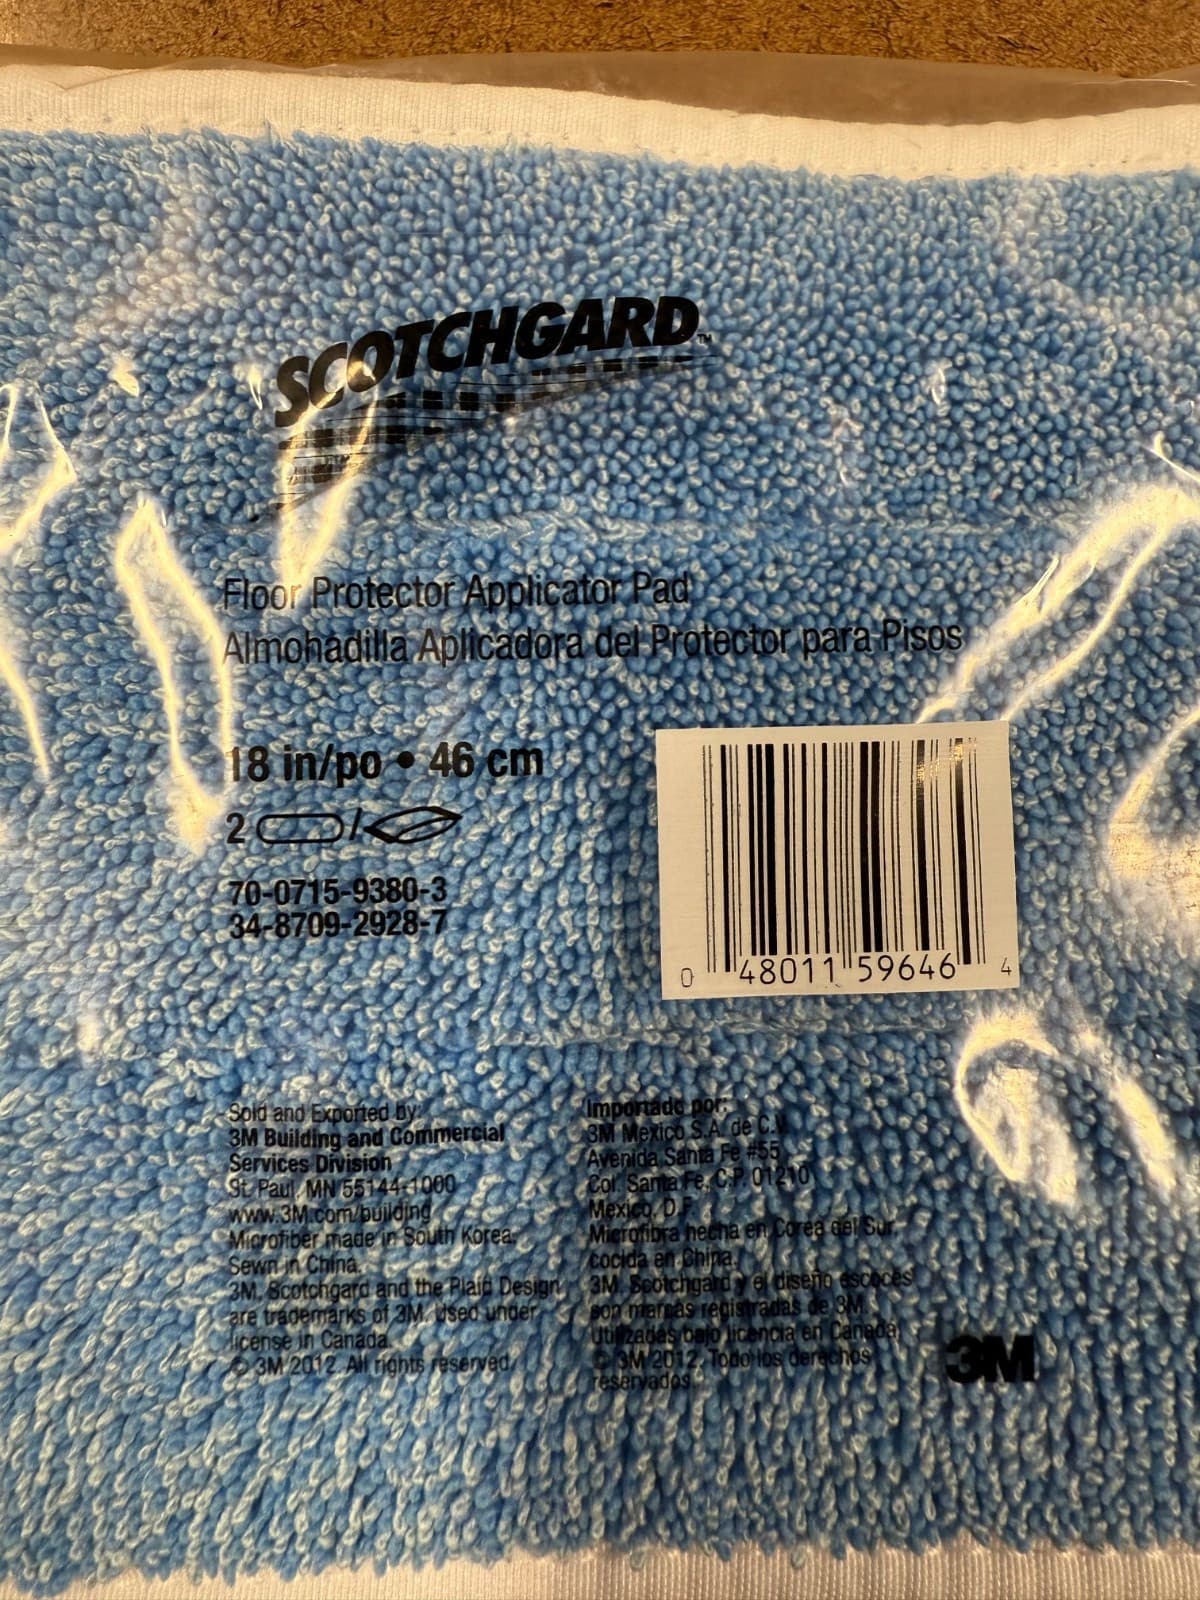 SCOTCHGARD™
Floor Protector Applicator Pad
Almohadilla Aplicadora del Protector para Pisos
18 in/po • 46 cm
2 /
70-0715-9380-3
34-8709-2928-7
0 48011 59646 4
Sold and Exported by:
3M Building and Commercial
Services Division
St. Paul, MN 55144-1000
www.3M.com/building
Microfiber made in South Korea.
Sewn in China.
3M, Scotchgard and the Plaid Design
are trademarks of 3M. Used under
license in Canada.
© 3M 2012. All rights reserved.
Importado por:
3M Mexico S.A. de C.V.
Avenida Santa Fe #55
Col. Santa Fe, C.P. 01210
Mexico, D.F.
Microfibra hecha en Corea del Sur,
cocida en China.
3M, Scotchgard y el diseño escocés
son marcas registradas de 3M.
Utilizadas bajo licencia en Canada.
© 3M 2012. Todo los derechos
reservados.
3M